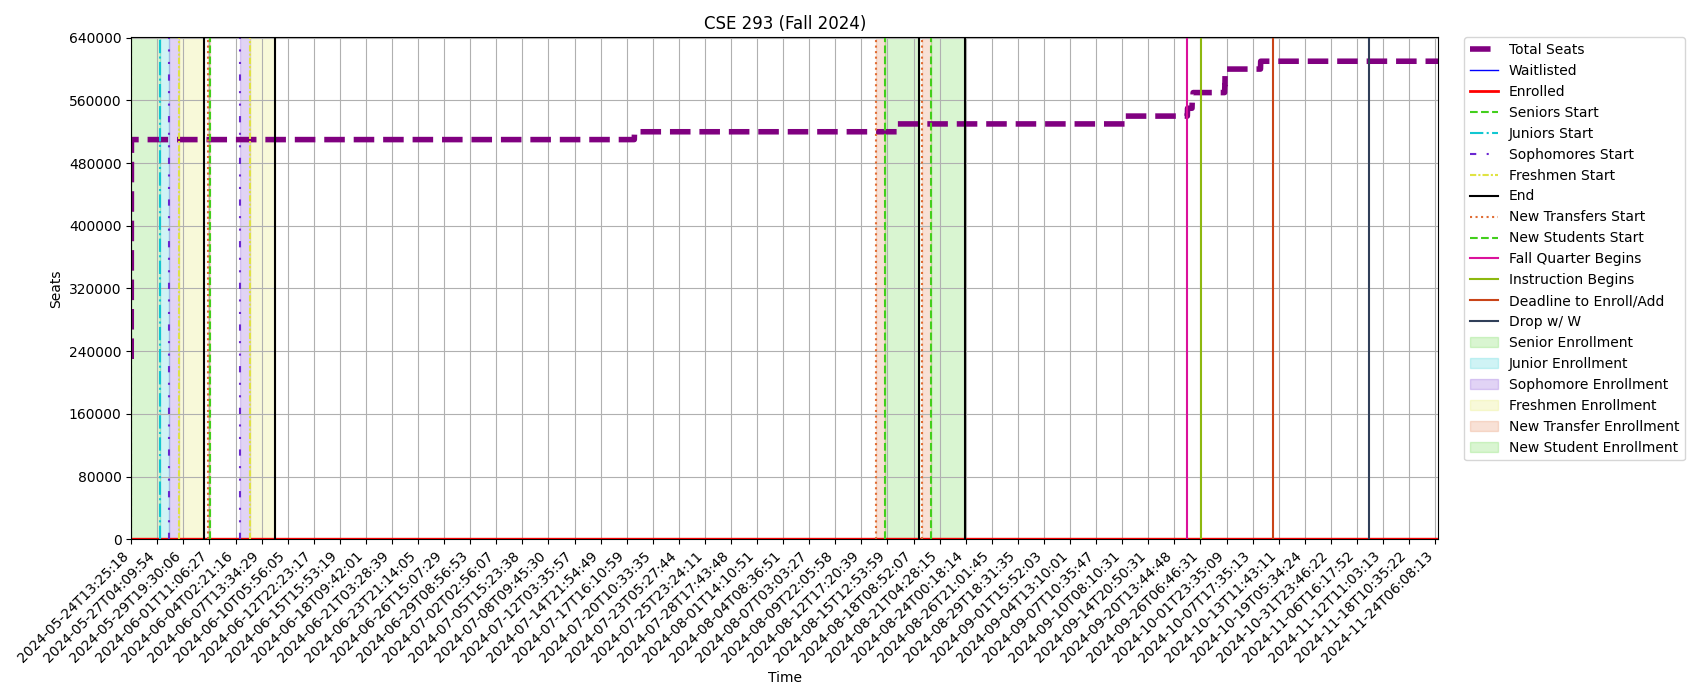 CSE 293 (Fall 2024)
640000
560000
480000
400000
320000
240000
160000
80000
0
Seats
Total Seats
Waitlisted
Enrolled
Seniors Start
Juniors Start
Sophomores Start
Freshmen Start
End
New Transfers Start
New Students Start
Fall Quarter Begins
Instruction Begins
Deadline to Enroll/Add
Drop w/ W
Senior Enrollment
Junior Enrollment
Sophomore Enrollment
Freshmen Enrollment
New Transfer Enrollment
New Student Enrollment
2024-05-24T13:25:18
2024-05-27T04:09:54
2024-05-29T19:30:06
2024-06-01T11:06:27
2024-06-04T02:21:16
2024-06-07T13:34:29
2024-06-10T05:56:05
2024-06-12T22:23:17
2024-06-15T15:53:19
2024-06-18T09:42:01
2024-06-21T03:28:39
2024-06-23T21:14:05
2024-06-26T15:07:29
2024-06-29T08:56:53
2024-07-02T02:56:07
2024-07-05T15:23:38
2024-07-08T09:45:30
2024-07-12T03:35:57
2024-07-14T21:54:49
2024-07-17T16:10:59
2024-07-20T10:33:35
2024-07-23T05:27:44
2024-07-25T23:24:11
2024-07-28T17:43:48
2024-08-01T14:10:51
2024-08-04T08:36:51
2024-08-07T03:03:27
2024-08-09T22:05:58
2024-08-12T17:20:39
2024-08-15T12:53:59
2024-08-18T08:52:07
2024-08-21T04:28:15
2024-08-24T00:18:14
2024-08-26T21:01:45
2024-08-29T18:31:35
2024-09-01T15:52:03
2024-09-04T13:10:01
2024-09-07T10:35:47
2024-09-10T08:10:31
2024-09-14T20:50:31
2024-09-20T13:44:48
2024-09-26T06:46:31
2024-10-01T23:35:09
2024-10-07T17:35:13
2024-10-13T11:43:11
2024-10-19T05:34:24
2024-10-31T23:46:22
2024-11-06T16:17:52
2024-11-12T11:03:13
2024-11-18T10:35:22
2024-11-24T06:08:13
Time